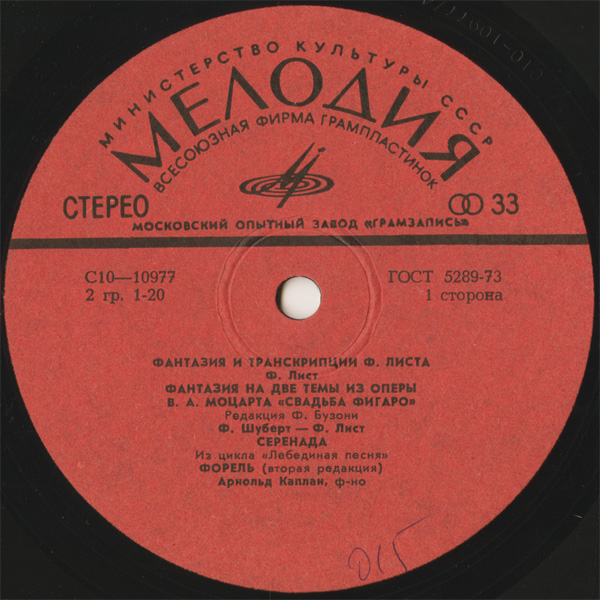 МИНИСТЕРСТВО КУЛЬТУРЫ СССР
МЕЛОДИЯ
ВСЕСОЮЗНАЯ ФИРМА ГРАМПЛАСТИНОК
СТЕРЕО
33
МОСКОВСКИЙ ОПЫТНЫЙ ЗАВОД «ГРАМЗАПИСЬ»
С10—10977
ГОСТ 5289-73
2 гр. 1-20
1 сторона
ФАНТАЗИЯ И ТРАНСКРИПЦИИ Ф. ЛИСТА
Ф. Лист
ФАНТАЗИЯ НА ДВЕ ТЕМЫ ИЗ ОПЕРЫ
В. А. МОЦАРТА «СВАДЬБА ФИГАРО»
Редакция Ф. Бузони
Ф. Шуберт — Ф. Лист
СЕРЕНАДА
Из цикла «Лебединая песня»
ФОРЕЛЬ (вторая редакция)
Арнольд Каплан, ф-но
015